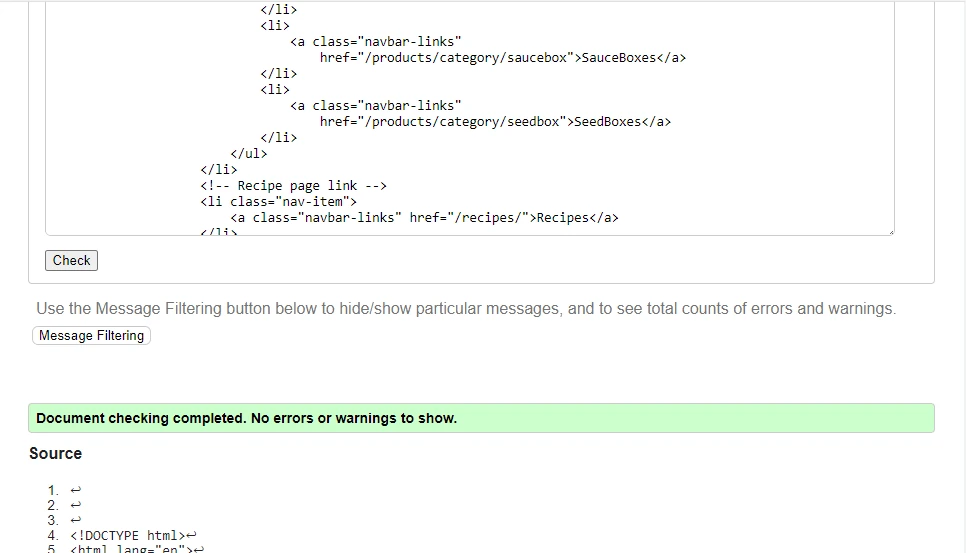 </li>
<li>
<a class="navbar-links"
href="/products/category/saucebox">SauceBoxes</a>
</li>
<li>
<a class="navbar-links"
href="/products/category/seedbox">SeedBoxes</a>
</li>
</ul>
</li>
<!-- Recipe page link -->
<li class="nav-item">
<a class="navbar-links" href="/recipes/">Recipes</a>
</li>
Check
Use the Message Filtering button below to hide/show particular messages, and to see total counts of errors and warnings.
Message Filtering
Document checking completed. No errors or warnings to show.
Source
1. ↩
2. ↩
3. ↩
4. <!DOCTYPE html>↩
5. <html lang="en">↩